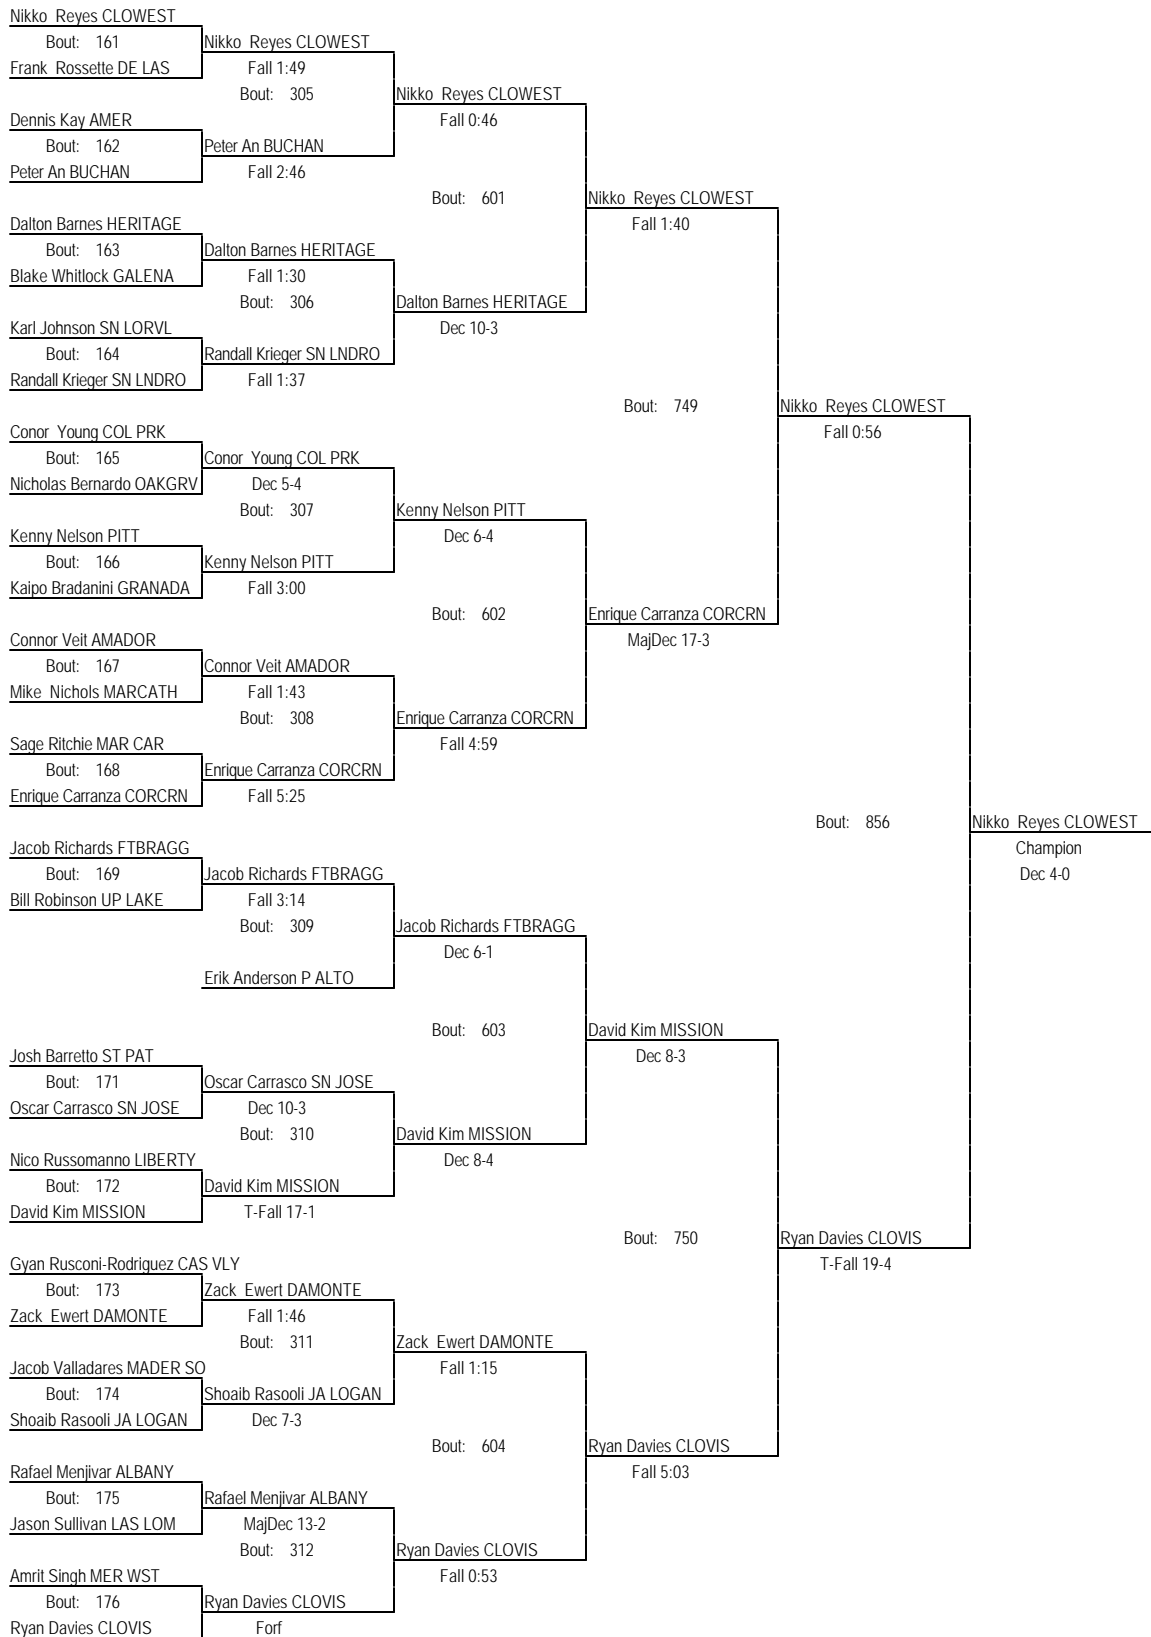 Nikko Reyes CLOWEST
Bout: 161 Nikko Reyes CLOWEST
Frank Rossette DE LAS Fall 1:49
Bout: 305 Nikko Reyes CLOWEST
Dennis Kay AMER Fall 0:46
Bout: 162 Peter An BUCHAN
Peter An BUCHAN Fall 2:46
Bout: 601 Nikko Reyes CLOWEST
Dalton Barnes HERITAGE Fall 1:40
Bout: 163 Dalton Barnes HERITAGE
Blake Whitlock GALENA Fall 1:30
Bout: 306 Dalton Barnes HERITAGE
Karl Johnson SN LORVL Dec 10-3
Bout: 164 Randall Krieger SN LNDRO
Randall Krieger SN LNDRO Fall 1:37
Bout: 749 Nikko Reyes CLOWEST
Conor Young COL PRK Fall 0:56
Bout: 165 Conor Young COL PRK
Nicholas Bernardo OAKGRV Dec 5-4
Bout: 307 Kenny Nelson PITT
Kenny Nelson PITT Dec 6-4
Bout: 166 Kenny Nelson PITT
Kaipo Bradanini GRANADA Fall 3:00
Bout: 602 Enrique Carranza CORCRN
Connor Veit AMADOR MajDec 17-3
Bout: 167 Connor Veit AMADOR
Mike Nichols MARCATH Fall 1:43
Bout: 308 Enrique Carranza CORCRN
Sage Ritchie MAR CAR Fall 4:59
Bout: 168 Enrique Carranza CORCRN
Enrique Carranza CORCRN Fall 5:25
Bout: 856 Nikko Reyes CLOWEST
Jacob Richards FTBRAGG Champion
Bout: 169 Jacob Richards FTBRAGG Dec 4-0
Bill Robinson UP LAKE Fall 3:14
Bout: 309 Jacob Richards FTBRAGG
Dec 6-1
Erik Anderson P ALTO
Bout: 603 David Kim MISSION
Josh Barretto ST PAT Dec 8-3
Bout: 171 Oscar Carrasco SN JOSE
Oscar Carrasco SN JOSE Dec 10-3
Bout: 310 David Kim MISSION
Nico Russomanno LIBERTY Dec 8-4
Bout: 172 David Kim MISSION
David Kim MISSION T-Fall 17-1
Bout: 750 Ryan Davies CLOVIS
Gyan Rusconi-Rodriguez CAS VLY T-Fall 19-4
Bout: 173 Zack Ewert DAMONTE
Zack Ewert DAMONTE Fall 1:46
Bout: 311 Zack Ewert DAMONTE
Jacob Valladares MADER SO Fall 1:15
Bout: 174 Shoaib Rasooli JA LOGAN
Shoaib Rasooli JA LOGAN Dec 7-3
Bout: 604 Ryan Davies CLOVIS
Rafael Menjivar ALBANY Fall 5:03
Bout: 175 Rafael Menjivar ALBANY
Jason Sullivan LAS LOM MajDec 13-2
Bout: 312 Ryan Davies CLOVIS
Amrit Singh MER WST Fall 0:53
Bout: 176 Ryan Davies CLOVIS
Ryan Davies CLOVIS Forf